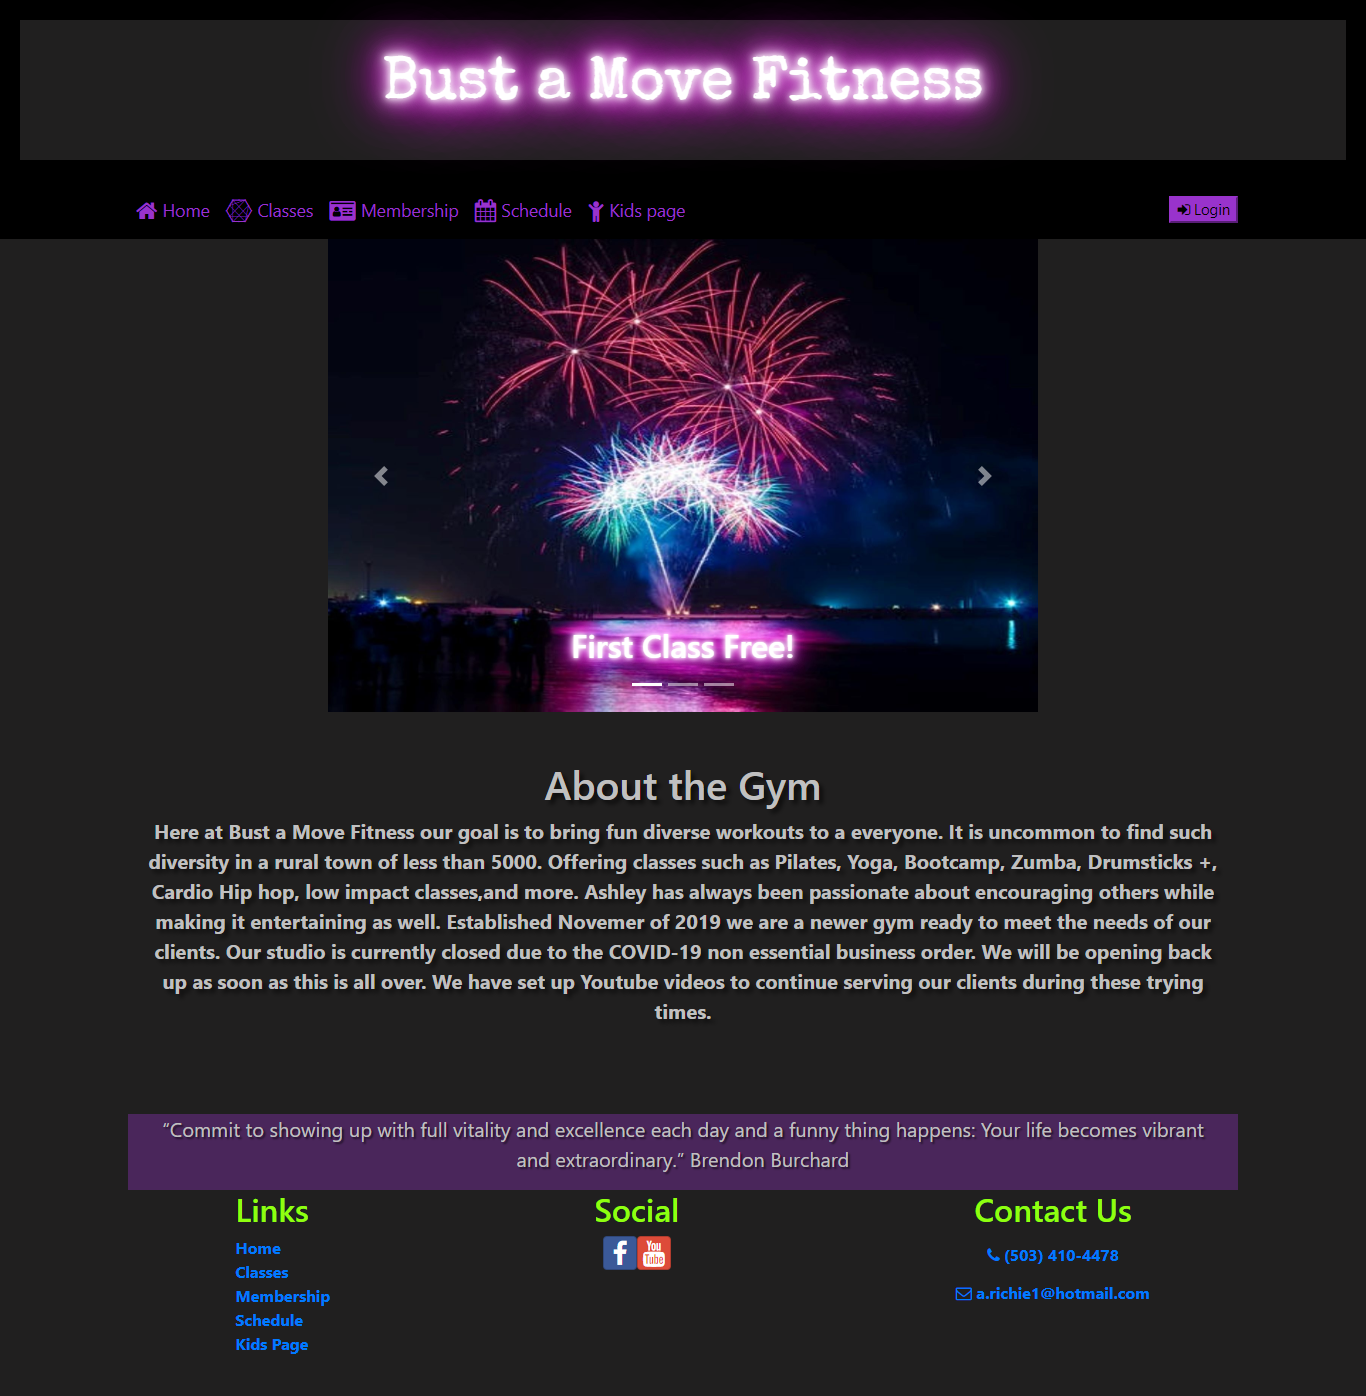 Bust a Move Fitness
Home Classes Membership Schedule Kids page Login
First Class Free!
About the Gym
Here at Bust a Move Fitness our goal is to bring fun diverse workouts to a everyone. It is uncommon to find such
diversity in a rural town of less than 5000. Offering classes such as Pilates, Yoga, Bootcamp, Zumba, Drumsticks +,
Cardio Hip hop, low impact classes,and more. Ashley has always been passionate about encouraging others while
making it entertaining as well. Established Novemer of 2019 we are a newer gym ready to meet the needs of our
clients. Our studio is currently closed due to the COVID-19 non essential business order. We will be opening back
up as soon as this is all over. We have set up Youtube videos to continue serving our clients during these trying
times.
“Commit to showing up with full vitality and excellence each day and a funny thing happens: Your life becomes vibrant
and extraordinary.” Brendon Burchard
Links
Home
Classes
Membership
Schedule
Kids Page
Social
f You Tube
Contact Us
(503) 410-4478
a.richie1@hotmail.com